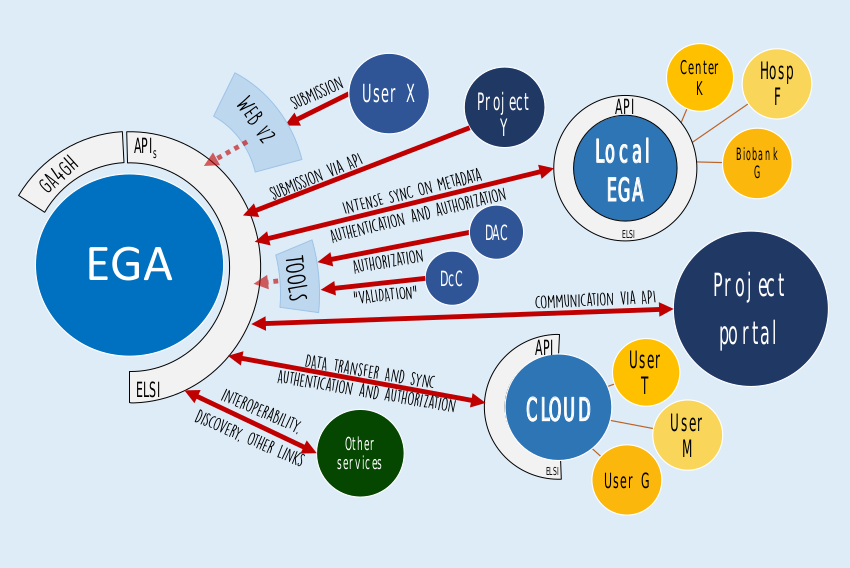 GA4GH
APIs
EGA
ELSI
WEB v2
SUBMISSION
User X
Project
Y
SUBMISSION VIA API
INTENSE SYNC ON METADATA
AUTHENTICATION AND AUTHORIZATION
API
Local
EGA
ELSI
Center
K
Hosp
F
Biobank
G
TOOLS
AUTHORIZATION
DAC
"VALIDATION"
DcC
COMMUNICATION VIA API
Project
portal
DATA TRANSFER AND SYNC
AUTHENTICATION AND AUTHORIZATION
API
CLOUD
ELSI
User
T
User
M
User G
INTEROPERABILITY,
DISCOVERY, OTHER LINKS
Other
services